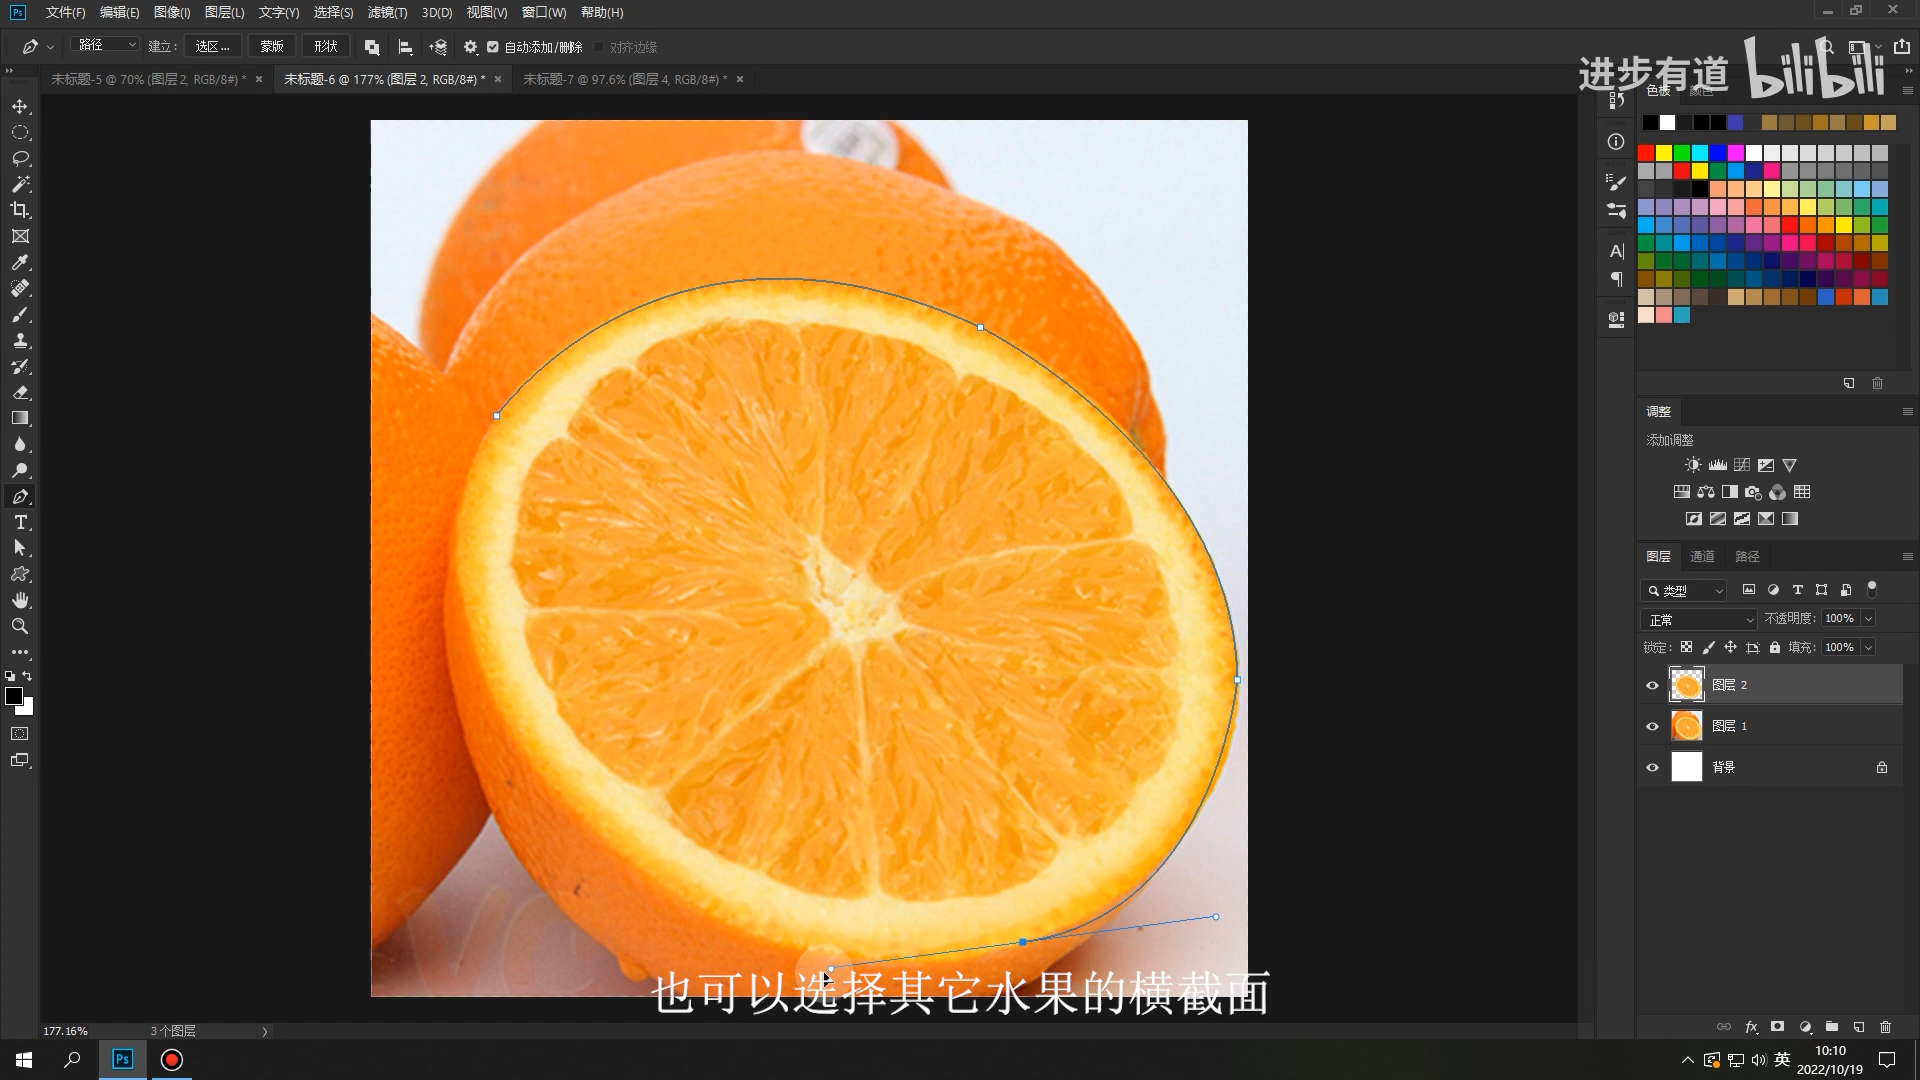 Ps 文件(F) 编辑(E) 图像(I) 图层(L) 文字(Y) 选择(S) 滤镜(T) 3D(D) 视图(V) 窗口(W) 帮助(H)
路径 建立: 选区... 蒙版 形状 自动添加/删除 对齐边缘
进步有道 bilibili
未标题-5 @ 70% (图层 2, RGB/8#) * × 未标题-6 @ 177% (图层 2, RGB/8#) * × 未标题-7 @ 97.6% (图层 4, RGB/8#) * ×
色板 颜色
调整
添加调整
图层 通道 路径
类型
正常 不透明度: 100%
锁定: 填充: 100%
图层 2
图层 1
背景
也可以选择其它水果的横截面
177.16% 3 个图层
Ps
英
10:10
2022/10/19